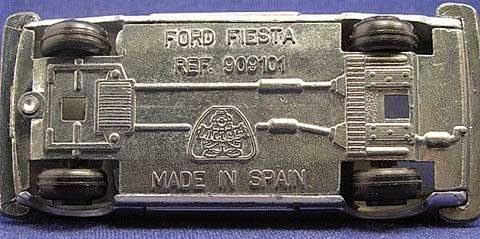 FORD FIESTA
REF. 909101
MADE IN SPAIN